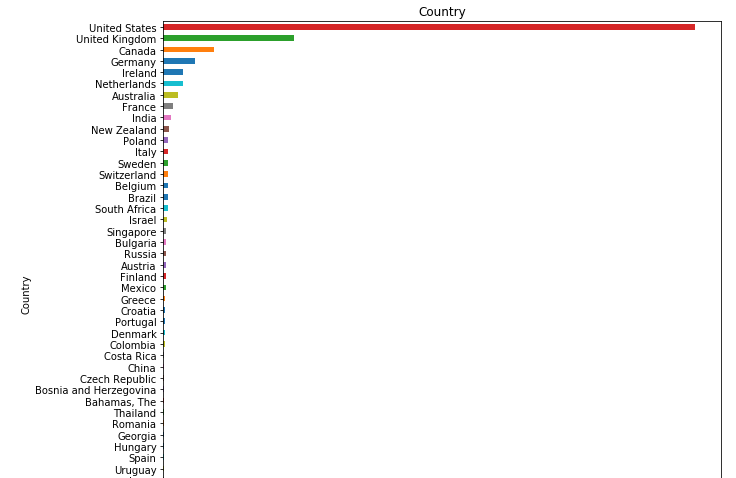 Country
United States
United Kingdom
Canada
Germany
Ireland
Netherlands
Australia
France
India
New Zealand
Poland
Italy
Sweden
Switzerland
Belgium
Brazil
South Africa
Israel
Singapore
Bulgaria
Russia
Austria
Finland
Mexico
Greece
Croatia
Portugal
Denmark
Colombia
Costa Rica
China
Czech Republic
Bosnia and Herzegovina
Bahamas, The
Thailand
Romania
Georgia
Hungary
Spain
Uruguay
Country